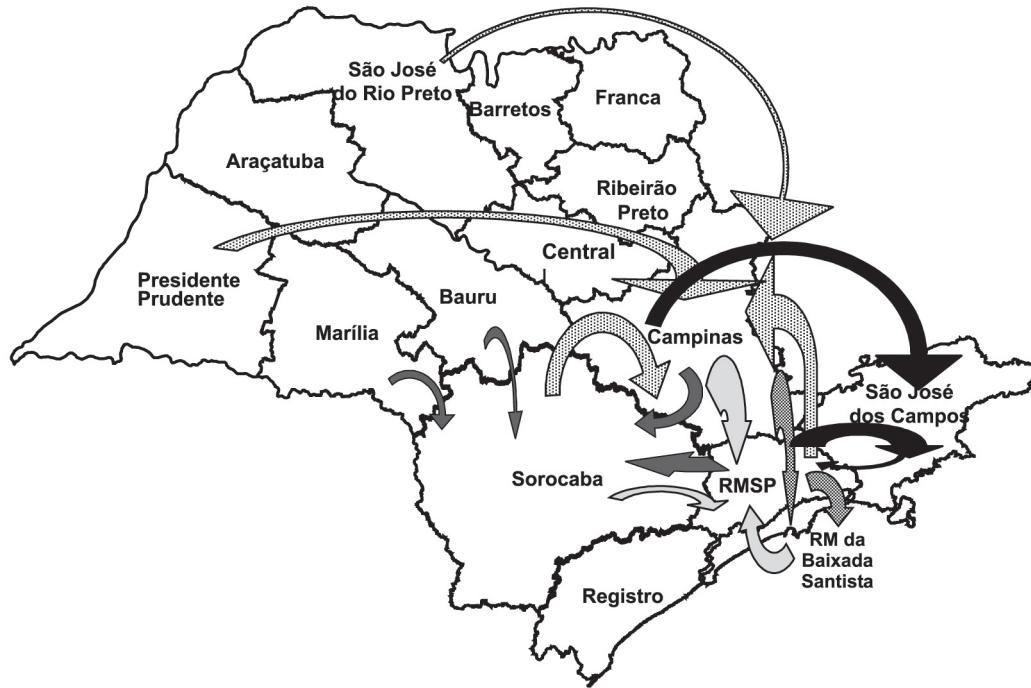 São José
do Rio Preto
Barretos
Franca
Araçatuba
Ribeirão
Preto
Central
Presidente
Prudente
Bauru
Marília
Campinas
São José
dos Campos
Sorocaba
RMSP
RM da
Baixada
Santista
Registro